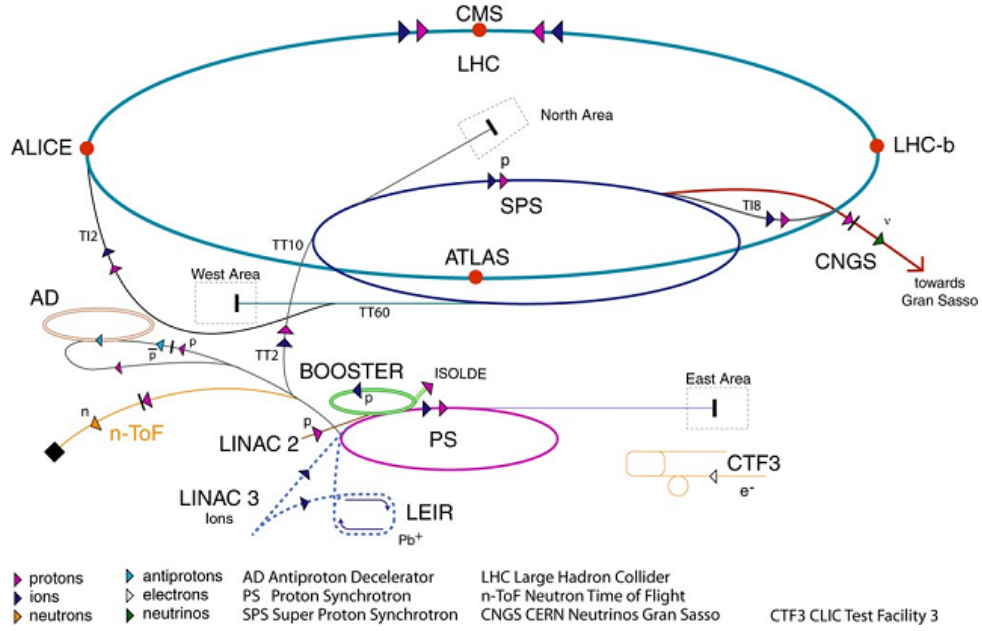 CMS
LHC
North Area
ALICE
LHC-b
p
SPS
TI8
ν
TT10
TI2
ATLAS
CNGS
West Area
towards
Gran Sasso
AD
TT60
p̅
p
TT2
BOOSTER
ISOLDE
East Area
p
n
n-ToF
p
LINAC 2
PS
CTF3
e-
LINAC 3
Ions
LEIR
Pb+
protons
ions
neutrons
antiprotons
electrons
neutrinos
AD Antiproton Decelerator
PS Proton Synchrotron
SPS Super Proton Synchrotron
LHC Large Hadron Collider
n-ToF Neutron Time of Flight
CNGS CERN Neutrinos Gran Sasso
CTF3 CLIC Test Facility 3